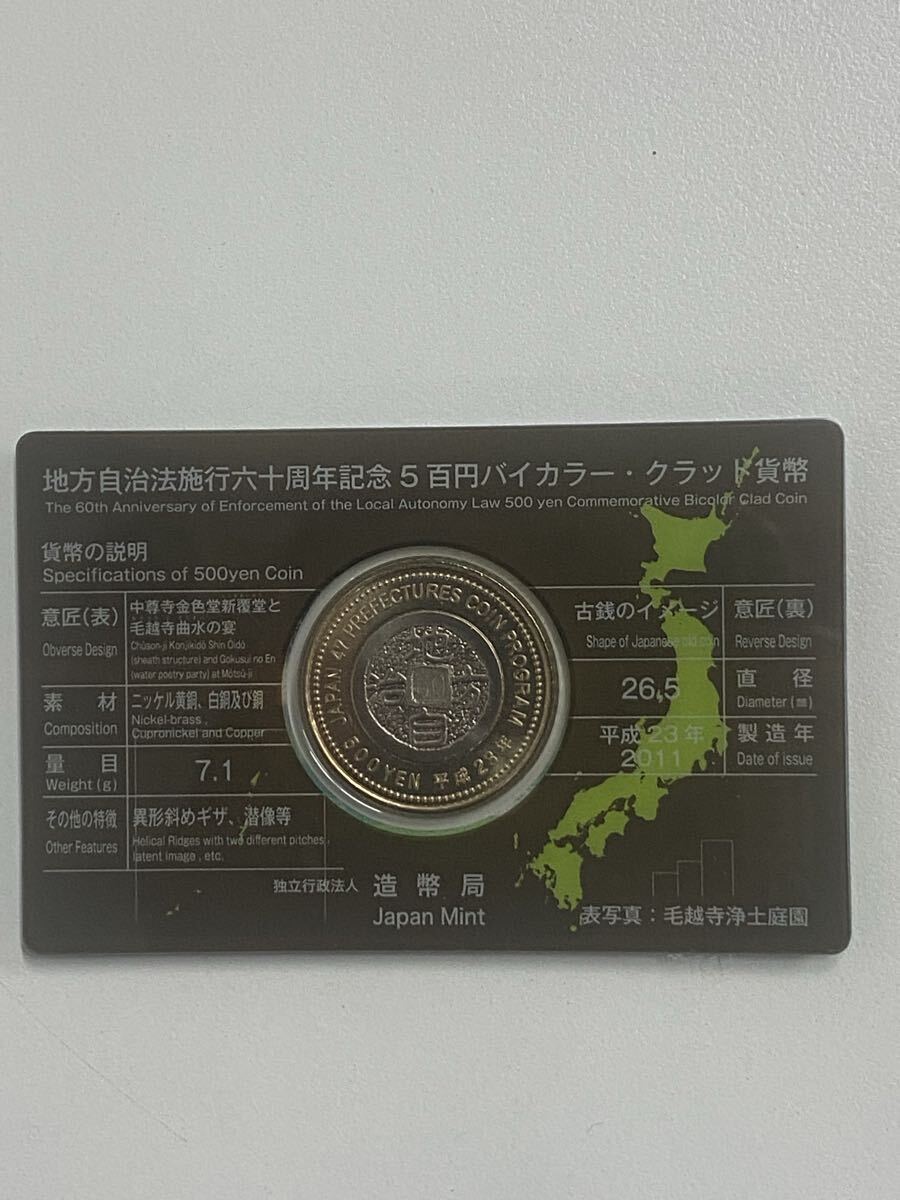 地方自治法施行六十周年記念5百円バイカラー・クラッド貨幣
The 60th Anniversary of Enforcement of the Local Autonomy Law 500 yen Commemorative Bicolor Clad Coin
貨幣の説明
Specifications of 500yen Coin
意匠(表)
Obverse Design
中尊寺金色堂新覆堂と
毛越寺曲水の宴
Chūson-ji Konjikidō Shin Ōidō
(sheath structure) and Gokusui no En
(water poetry party) at Mōtsū-ji
素材
Composition
ニッケル黄銅、白銅及び銅
Nickel-brass,
Cupronickel and Copper
量目
Weight (g)
7.1
その他の特徴
Other Features
異形斜めギザ、潜像等
Helical Ridges with two different pitches,
latent image, etc.
JAPAN 47 PREFECTURES COIN PROGRAM
地方自治
60
500 YEN 平成23年
古銭のイメージ
Shape of Japanese old coin
意匠(裏)
Reverse Design
26.5
直径
Diameter (㎜)
平成23年
2011
製造年
Date of issue
独立行政法人 造幣局
Japan Mint
表写真:毛越寺浄土庭園